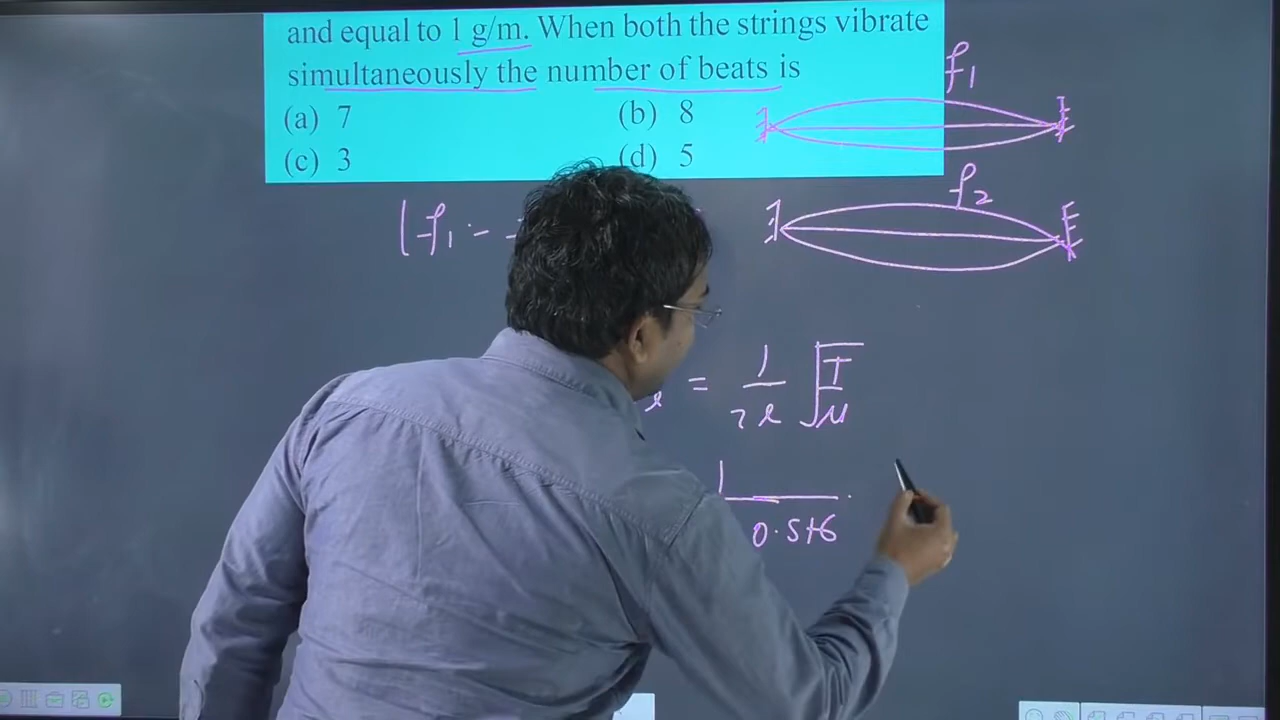 and equal to 1 g/m. When both the strings vibrate
simultaneously the number of beats is
(a) 7 (b) 8
(c) 3 (d) 5
f1
f2
|f1 -
= 1/2l √T/μ
1
0.516